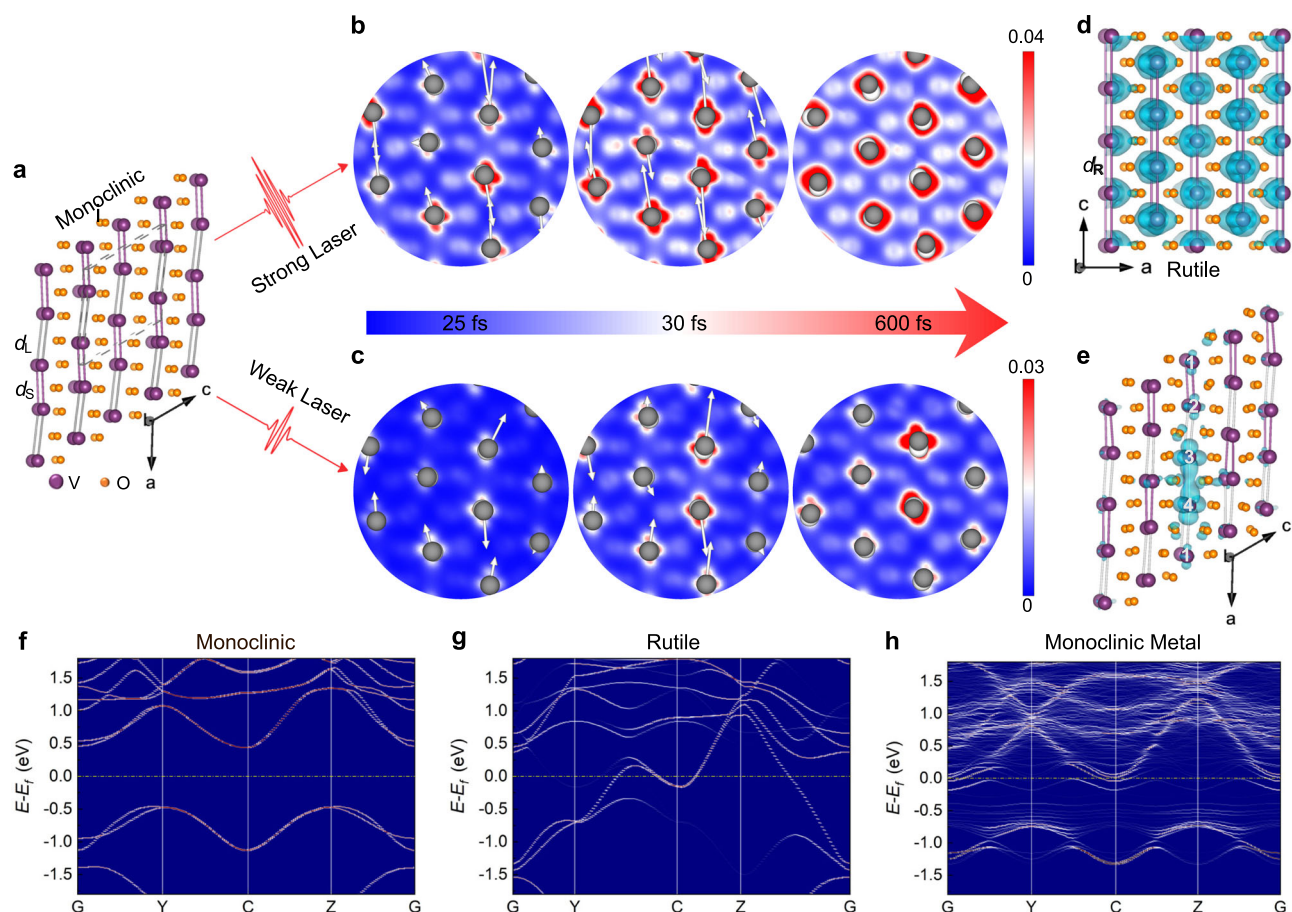 a
Monoclinic
d_L
d_S
c
a
V
O
Strong Laser
Weak Laser
b
0.04
0
25 fs
30 fs
600 fs
c
0.03
0
d
d_R
c
a
Rutile
e
1
2
3
4
1
c
a
f
Monoclinic
E-E_f (eV)
1.5
1.0
0.5
0.0
-0.5
-1.0
-1.5
G Y C Z G
g
Rutile
E-E_f (eV)
1.5
1.0
0.5
0.0
-0.5
-1.0
-1.5
G Y C Z G
h
Monoclinic Metal
E-E_f (eV)
1.5
1.0
0.5
0.0
-0.5
-1.0
-1.5
G Y C Z G